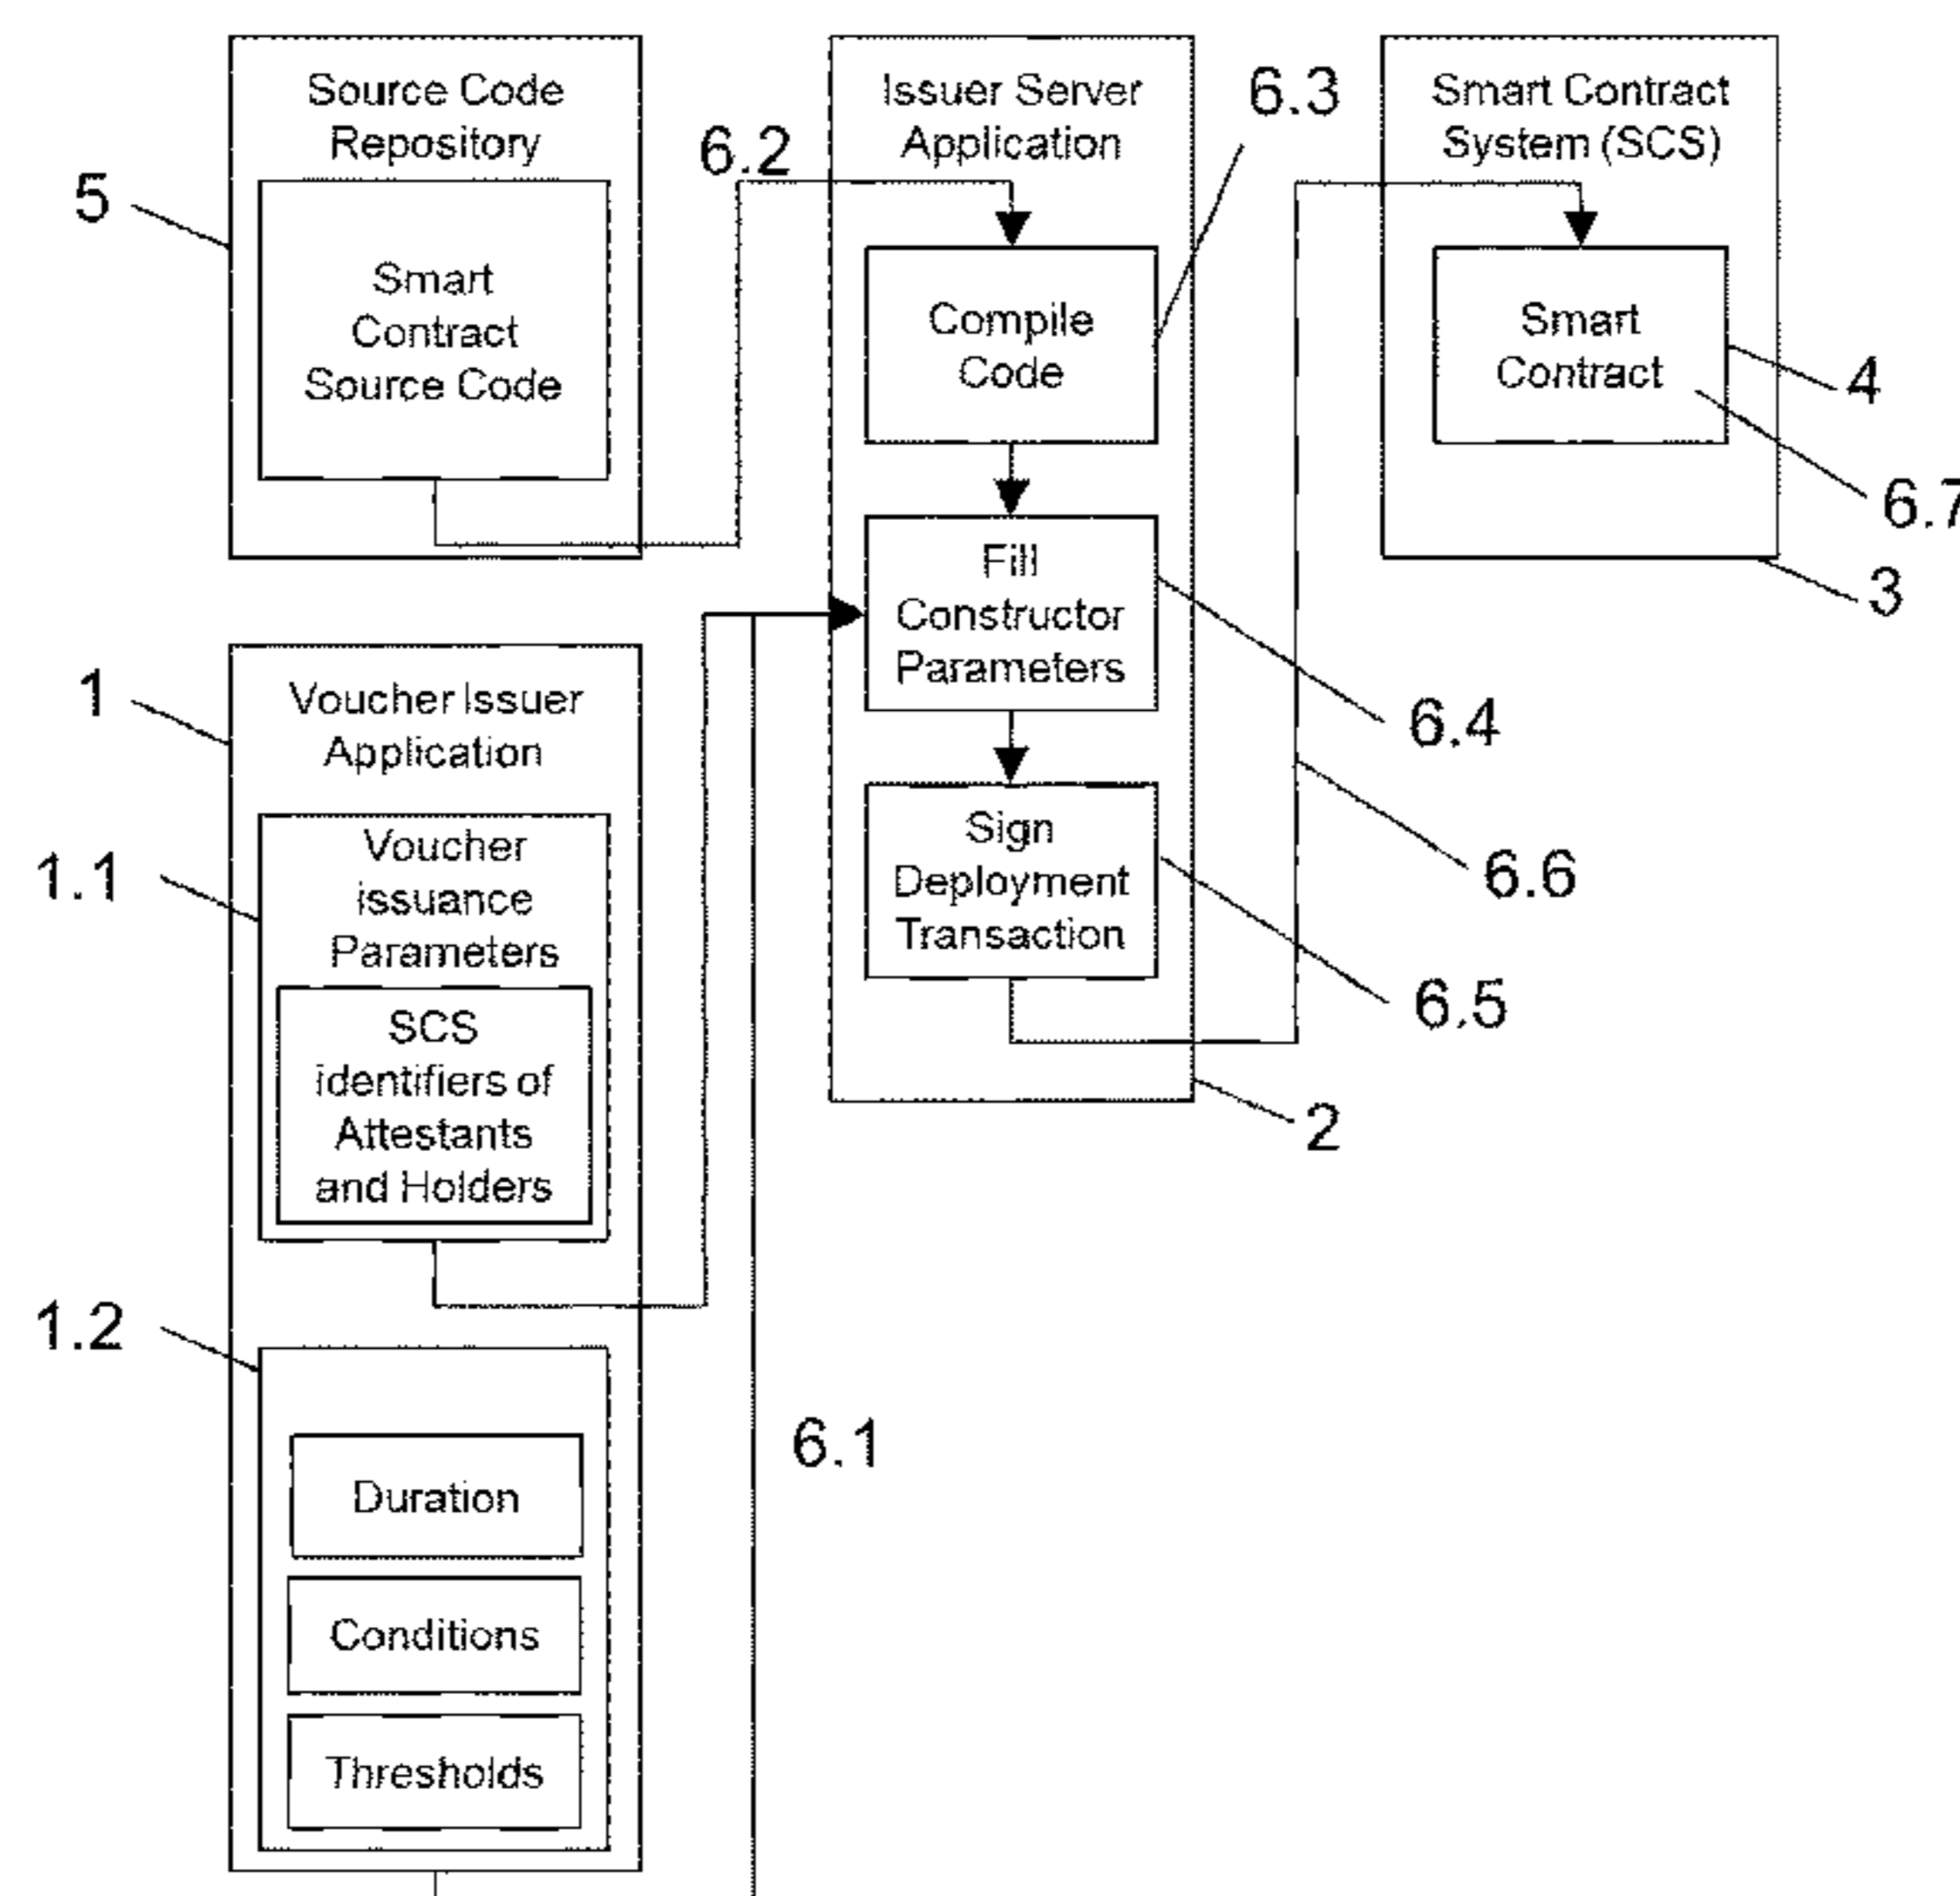 Source Code
Repository
5
Smart
Contract
Source Code
6.2
Issuer Server
Application
6.3
Compile
Code
Fill
Constructor
Parameters
6.4
Sign
Deployment
Transaction
6.5
6.6
2
Smart Contract
System (SCS)
Smart
Contract
4
6.7
3
1
Voucher Issuer
Application
1.1
Voucher
issuance
Parameters
SCS
identifiers of
Attestants
and Holders
1.2
Duration
Conditions
Thresholds
6.1